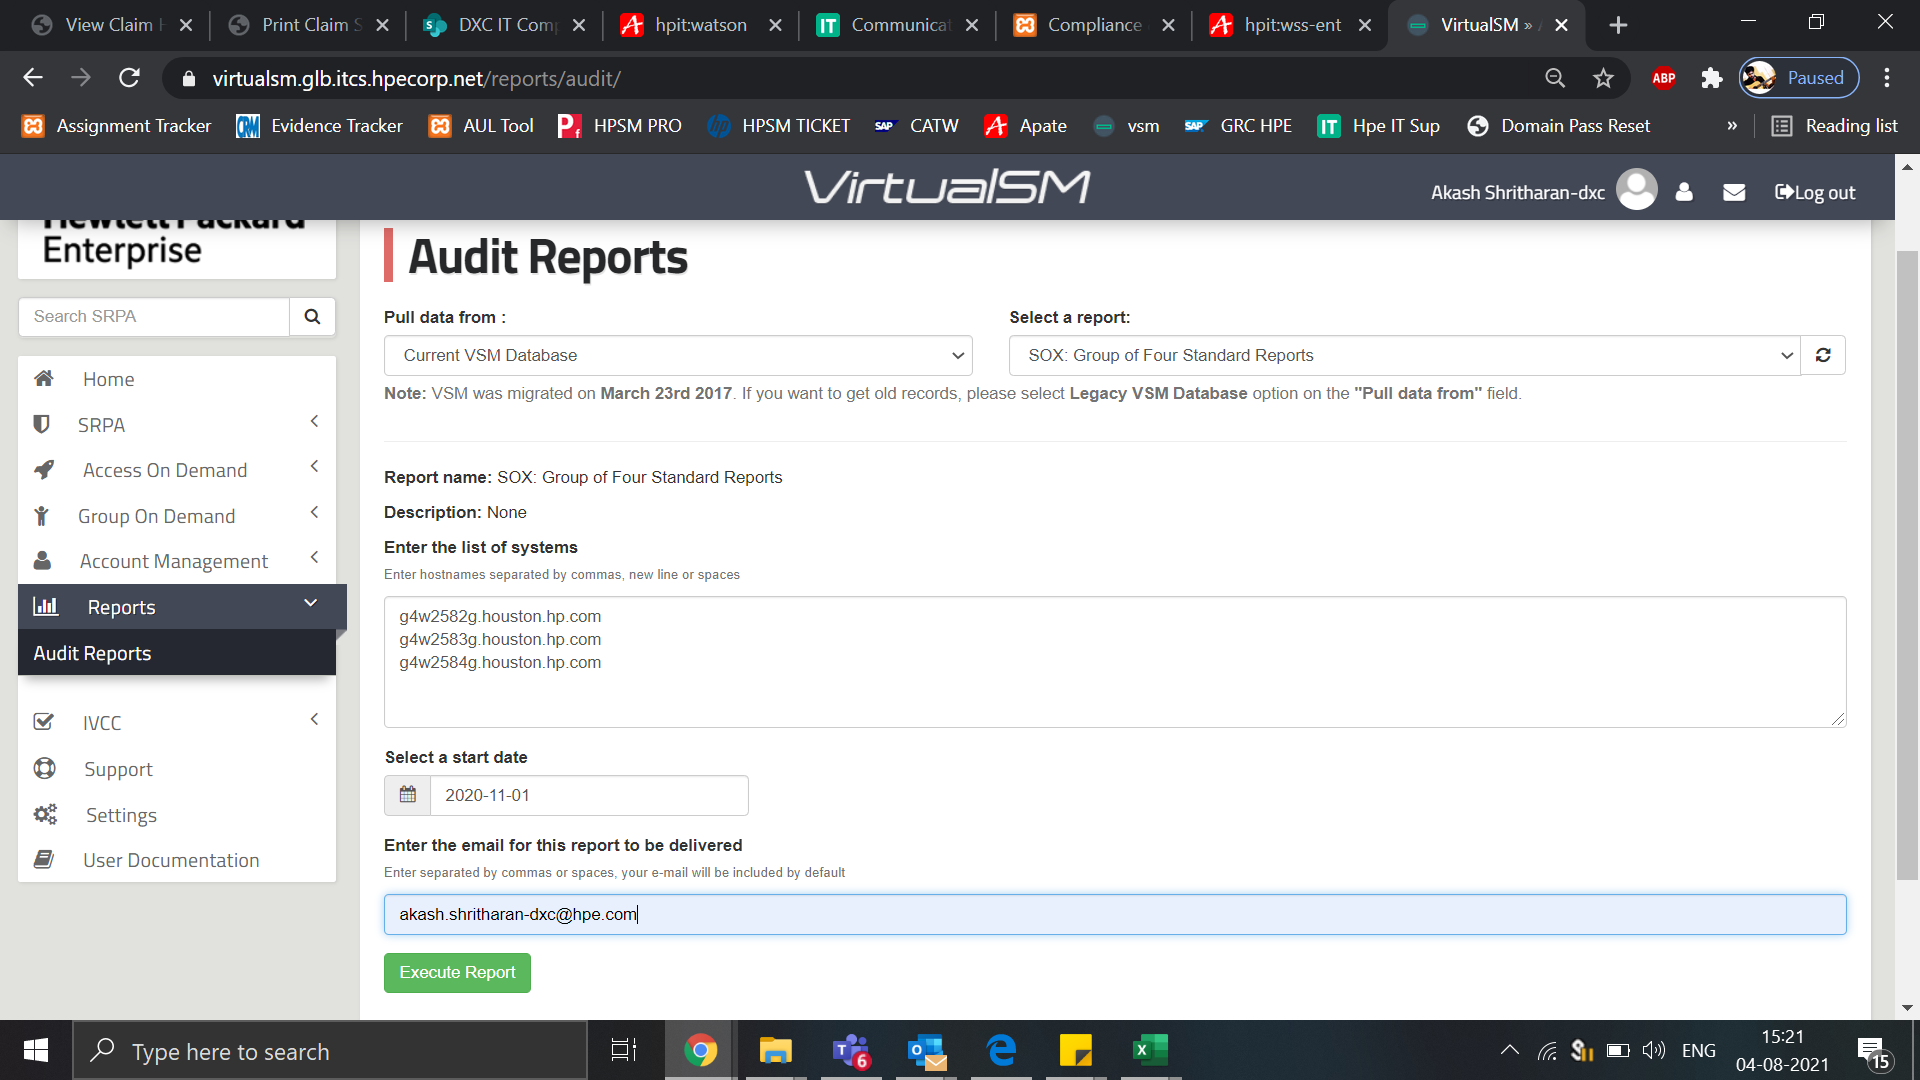 View Claim H
Print Claim S
DXC IT Comp
hpit:watson
Communicat
Compliance
hpit:wss-ent
VirtualSM »
virtualsm.glb.itcs.hpecorp.net/reports/audit/
ABP
Paused
Assignment Tracker
CRM
Evidence Tracker
AUL Tool
HPSM PRO
HPSM TICKET
SAP
CATW
Apate
vsm
SAP
GRC HPE
IT
Hpe IT Sup
Domain Pass Reset
»
Reading list
VirtualSM
Akash Shritharan-dxc
Log out
Hewlett Packard
Enterprise
Search SRPA
Home
SRPA
Access On Demand
Group On Demand
Account Management
Reports
Audit Reports
IVCC
Support
Settings
User Documentation
Audit Reports
Pull data from :
Current VSM Database
Select a report:
SOX: Group of Four Standard Reports
Note: VSM was migrated on March 23rd 2017. If you want to get old records, please select Legacy VSM Database option on the "Pull data from" field.
Report name: SOX: Group of Four Standard Reports
Description: None
Enter the list of systems
Enter hostnames separated by commas, new line or spaces
g4w2582g.houston.hp.com
g4w2583g.houston.hp.com
g4w2584g.houston.hp.com
Select a start date
2020-11-01
Enter the email for this report to be delivered
Enter separated by commas or spaces, your e-mail will be included by default
akash.shritharan-dxc@hpe.com
Execute Report
Type here to search
6
ENG
15:21
04-08-2021
15